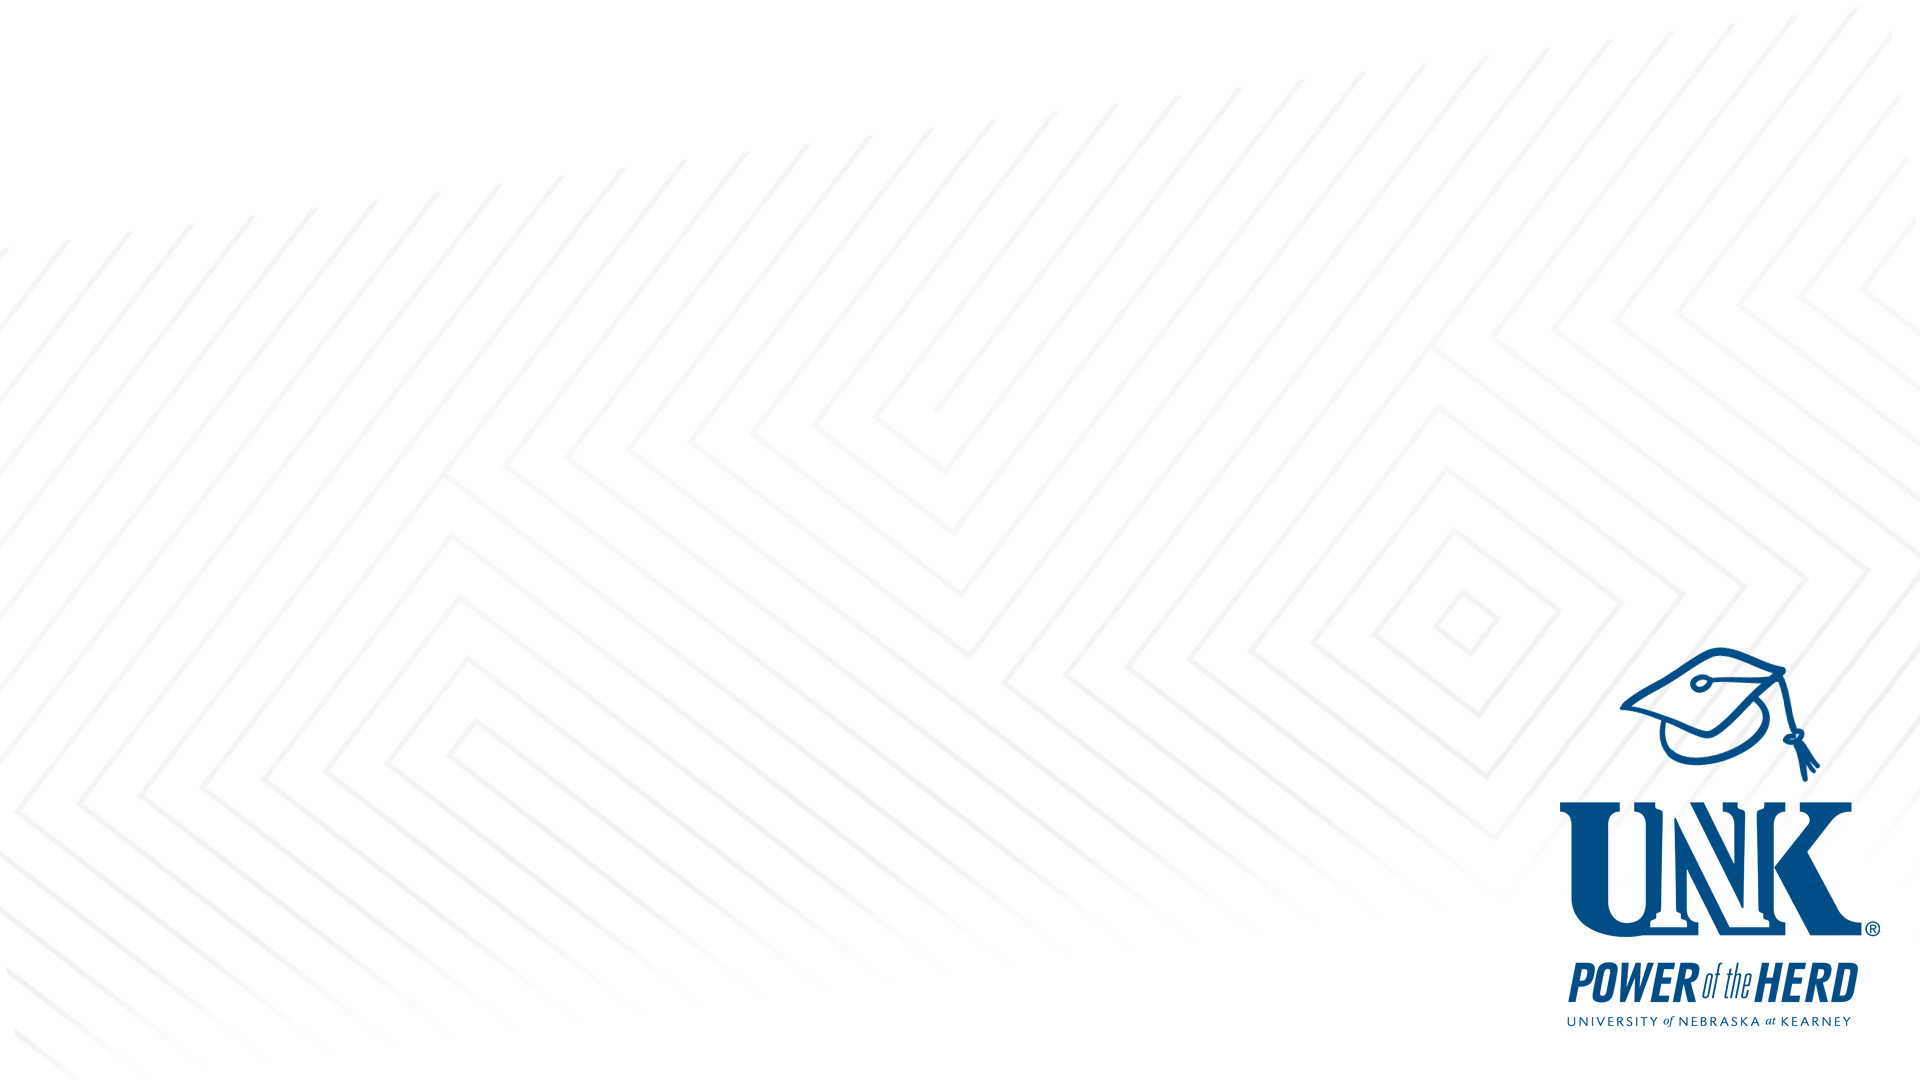 UNK®
POWER of the HERD
UNIVERSITY of NEBRASKA at KEARNEY